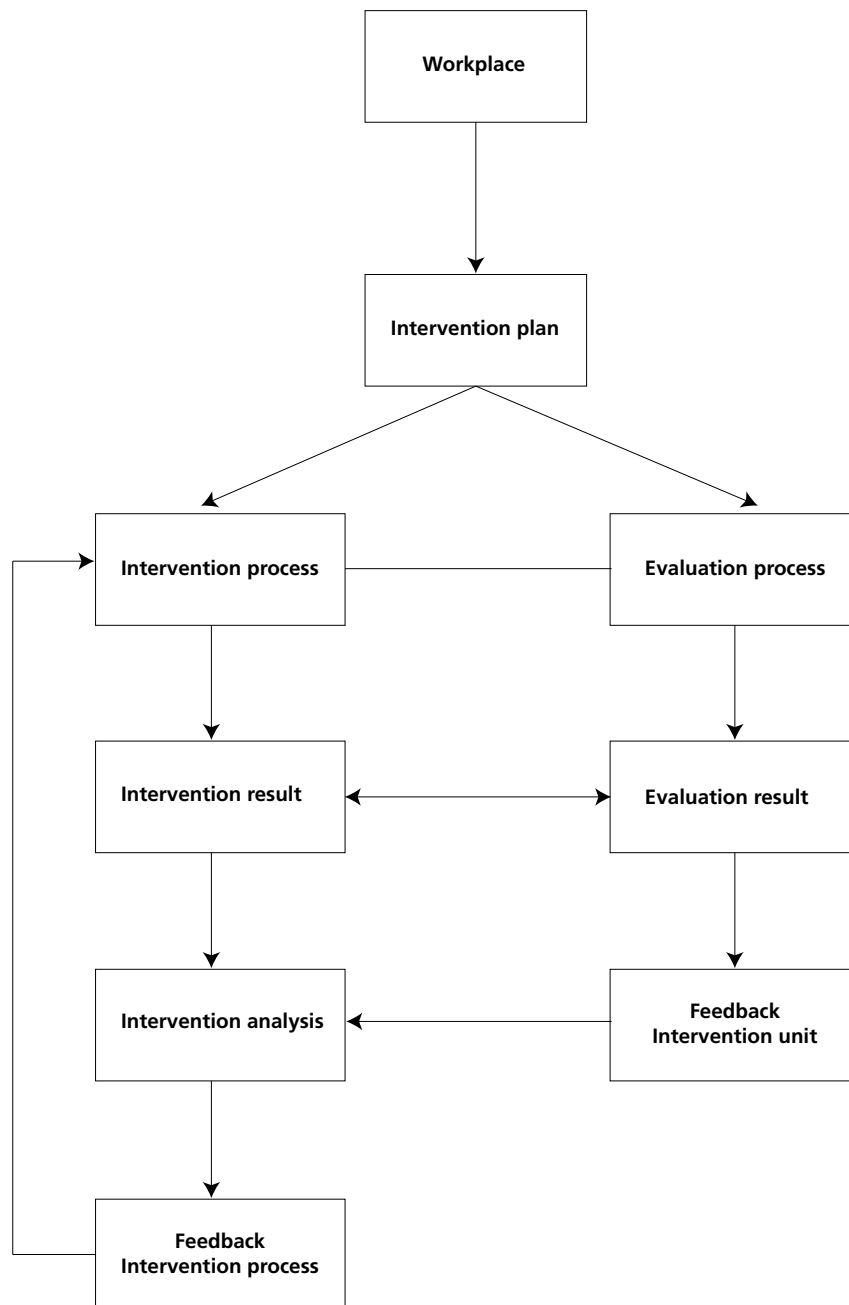 Workplace
Intervention plan
Intervention process
Evaluation process
Intervention result
Evaluation result
Intervention analysis
Feedback
Intervention unit
Feedback
Intervention process